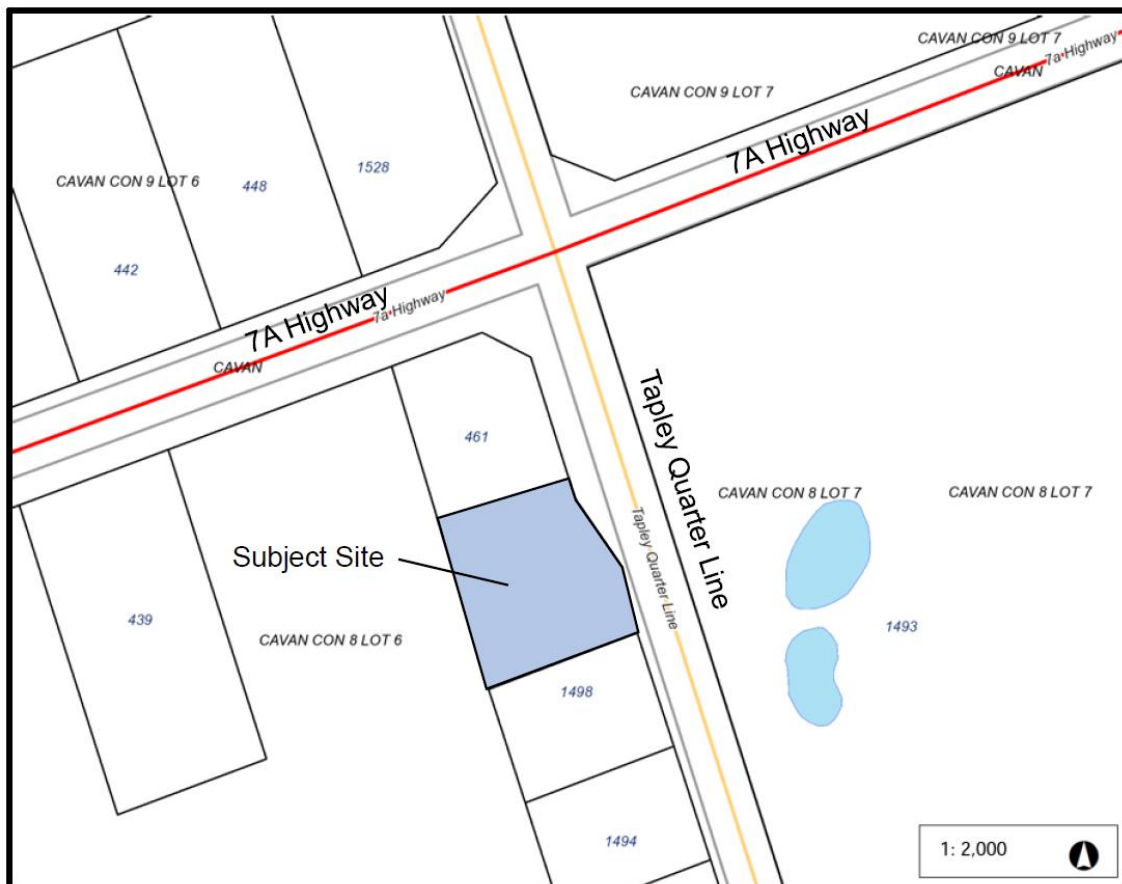 CAVAN CON 9 LOT 7
7a Highway
CAVAN
CAVAN CON 9 LOT 7
7A Highway
1528
CAVAN CON 9 LOT 6
448
442
7A Highway
7a Highway
CAVAN
461
Tapley Quarter Line
CAVAN CON 8 LOT 7
CAVAN CON 8 LOT 7
Tapley Quarter Line
Subject Site
439
CAVAN CON 8 LOT 6
1493
1498
1494
1: 2,000